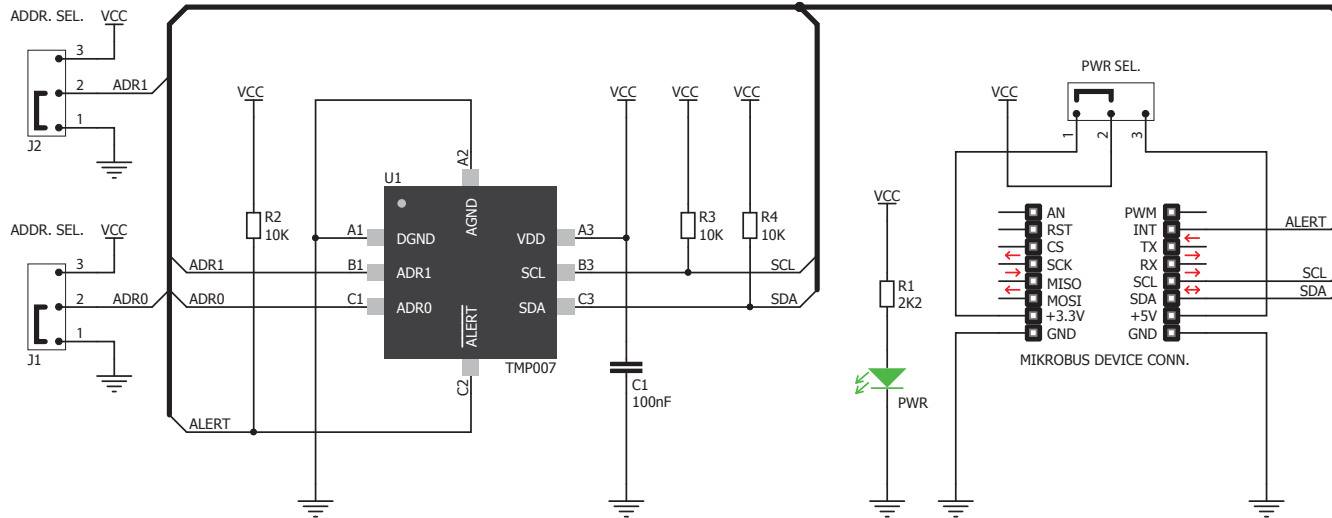 ADDR. SEL.
VCC
3
2
ADR1
1
J2
ADDR. SEL.
VCC
3
2
ADR0
1
J1
VCC
R2
10K
ADR1
ADR0
ALERT
U1
A2
AGND
A1
DGND
B1
ADR1
C1
ADR0
VDD
A3
SCL
B3
SDA
C3
ALERT
C2
TMP007
VCC
C1
100nF
VCC
R3
10K
VCC
R4
10K
SCL
SDA
VCC
R1
2K2
PWR
PWR SEL.
VCC
1
2
3
AN
RST
CS
SCK
MISO
MOSI
+3.3V
GND
PWM
INT
TX
RX
SCL
SDA
+5V
GND
ALERT
SCL
SDA
MIKROBUS DEVICE CONN.